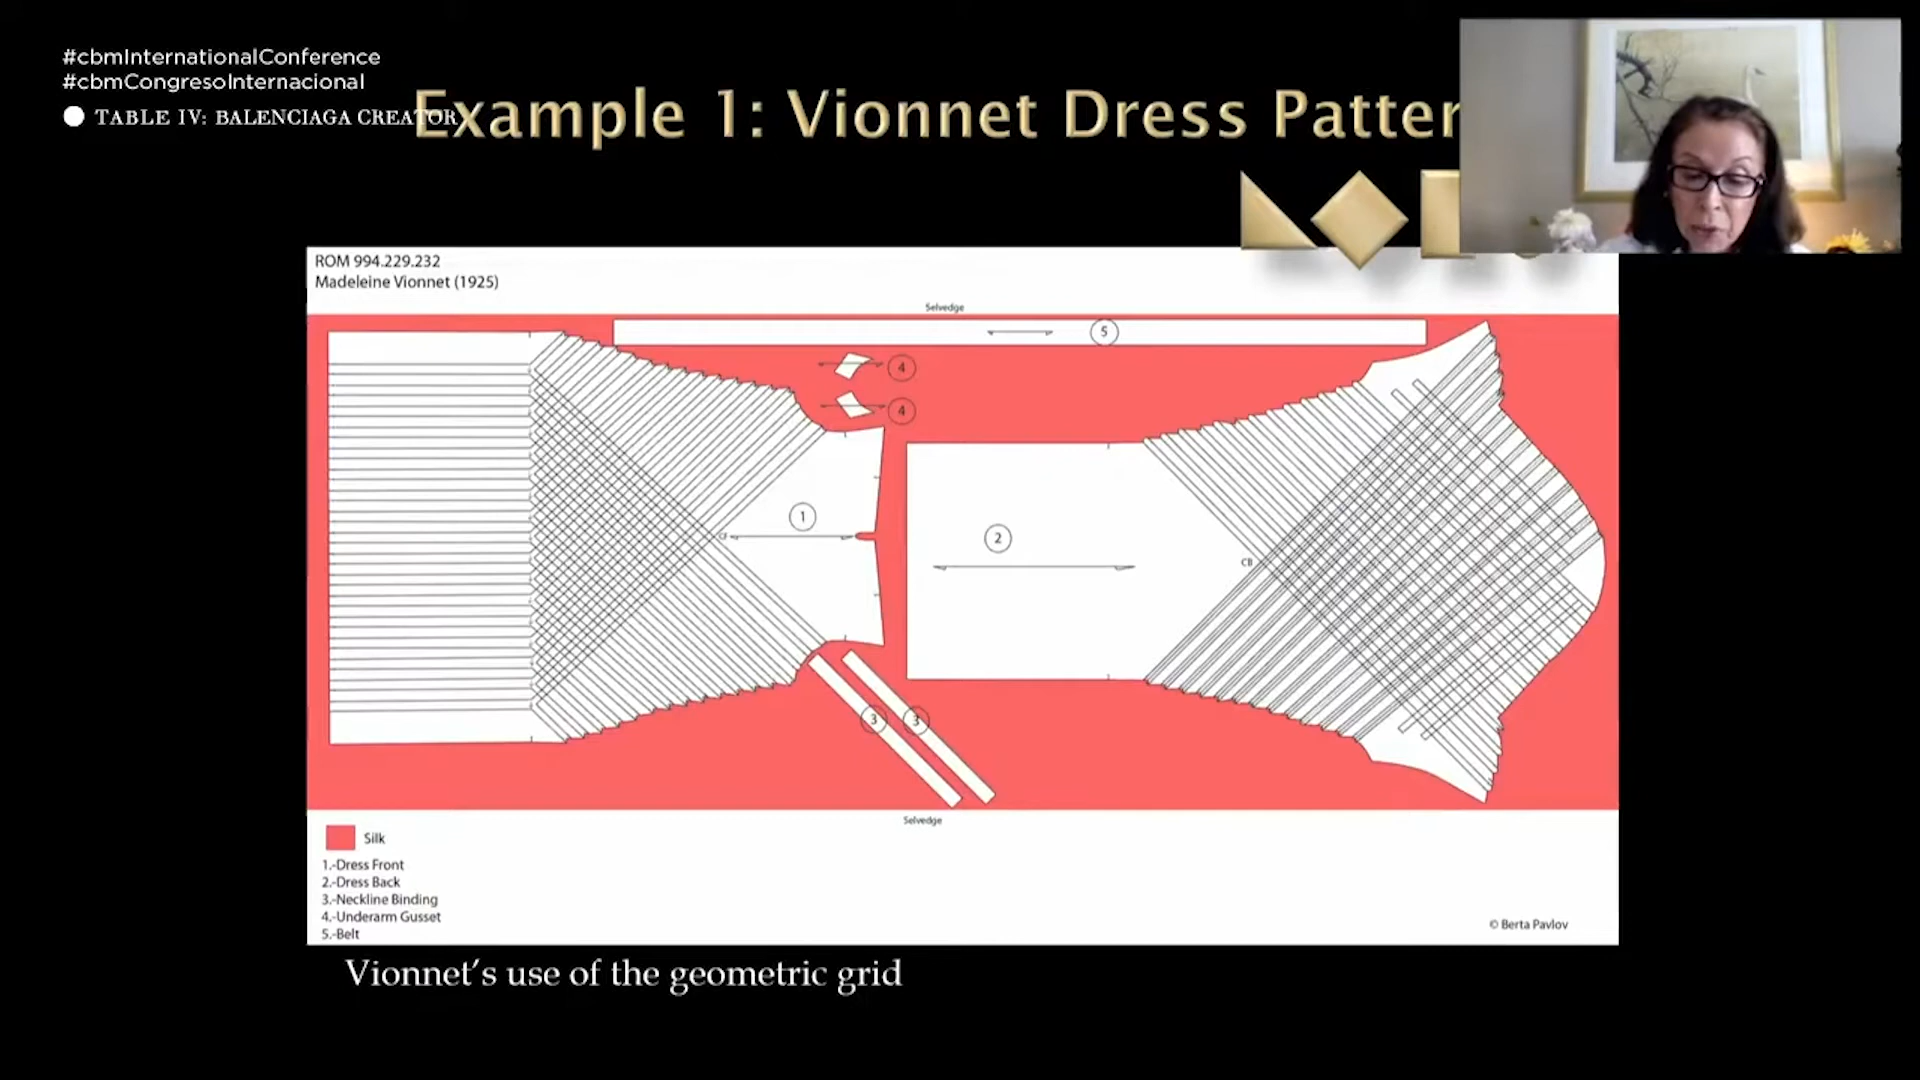 #cbmInternationalConference
#cbmCongresoInternacional
TABLE IV: BALENCIAGA CREATOR
Example 1: Vionnet Dress Patter
ROM 994.229.232
Madeleine Vionnet (1925)
Selvedge
5
4
4
1
CF
2
CB
3
3
Selvedge
Silk
1.-Dress Front
2.-Dress Back
3.-Neckline Binding
4.-Underarm Gusset
5.-Belt
© Berta Pavlov
Vionnet's use of the geometric grid